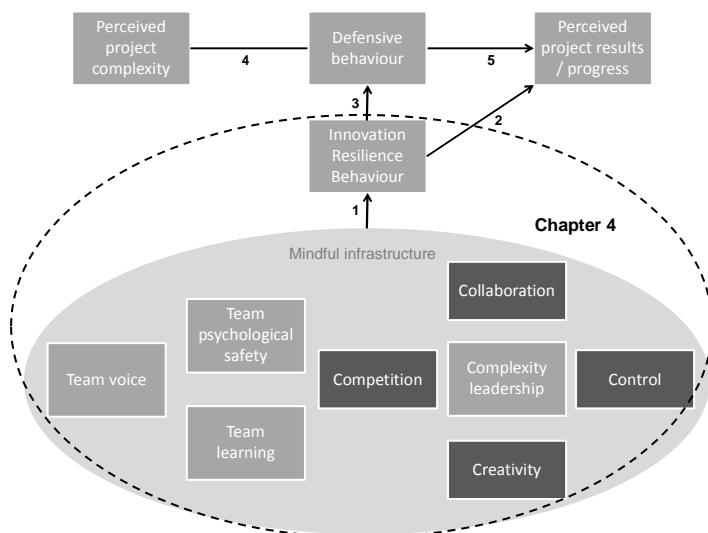 Perceived
project
complexity
4
Defensive
behaviour
5
Perceived
project results
/ progress
3
2
Innovation
Resilience
Behaviour
1
Chapter 4
Mindful infrastructure
Collaboration
Team
psychological
safety
Team voice
Competition
Complexity
leadership
Control
Team
learning
Creativity